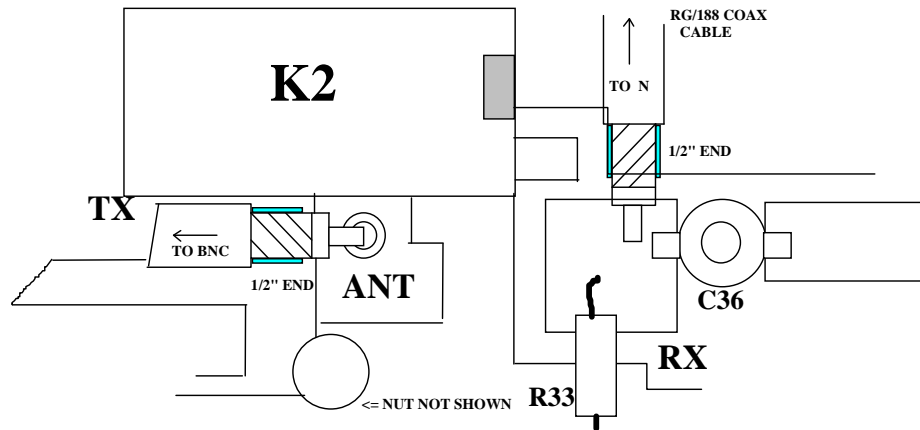 RG/188 COAX
CABLE
K2
TO N
1/2" END
TX
TO BNC
1/2" END
ANT
C36
RX
R33
<= NUT NOT SHOWN